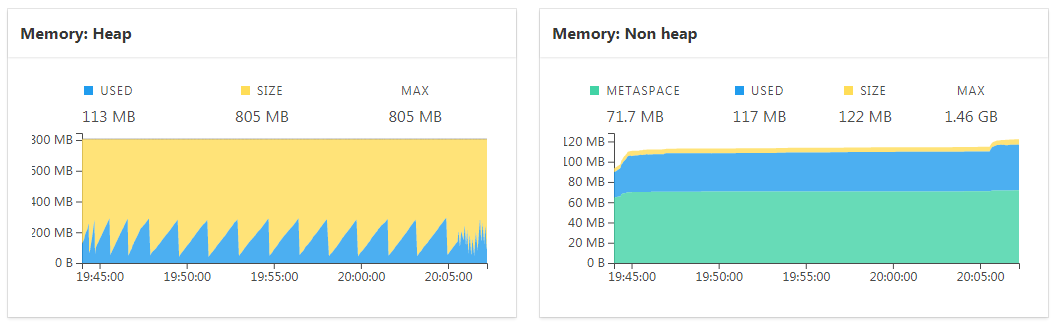 Memory: Heap
USED SIZE MAX
113 MB 805 MB 805 MB
800 MB
600 MB
400 MB
200 MB
0 B
19:45:00 19:50:00 19:55:00 20:00:00 20:05:00
Memory: Non heap
METASPACE USED SIZE MAX
71.7 MB 117 MB 122 MB 1.46 GB
120 MB
100 MB
80 MB
60 MB
40 MB
20 MB
0 B
19:45:00 19:50:00 19:55:00 20:00:00 20:05:00